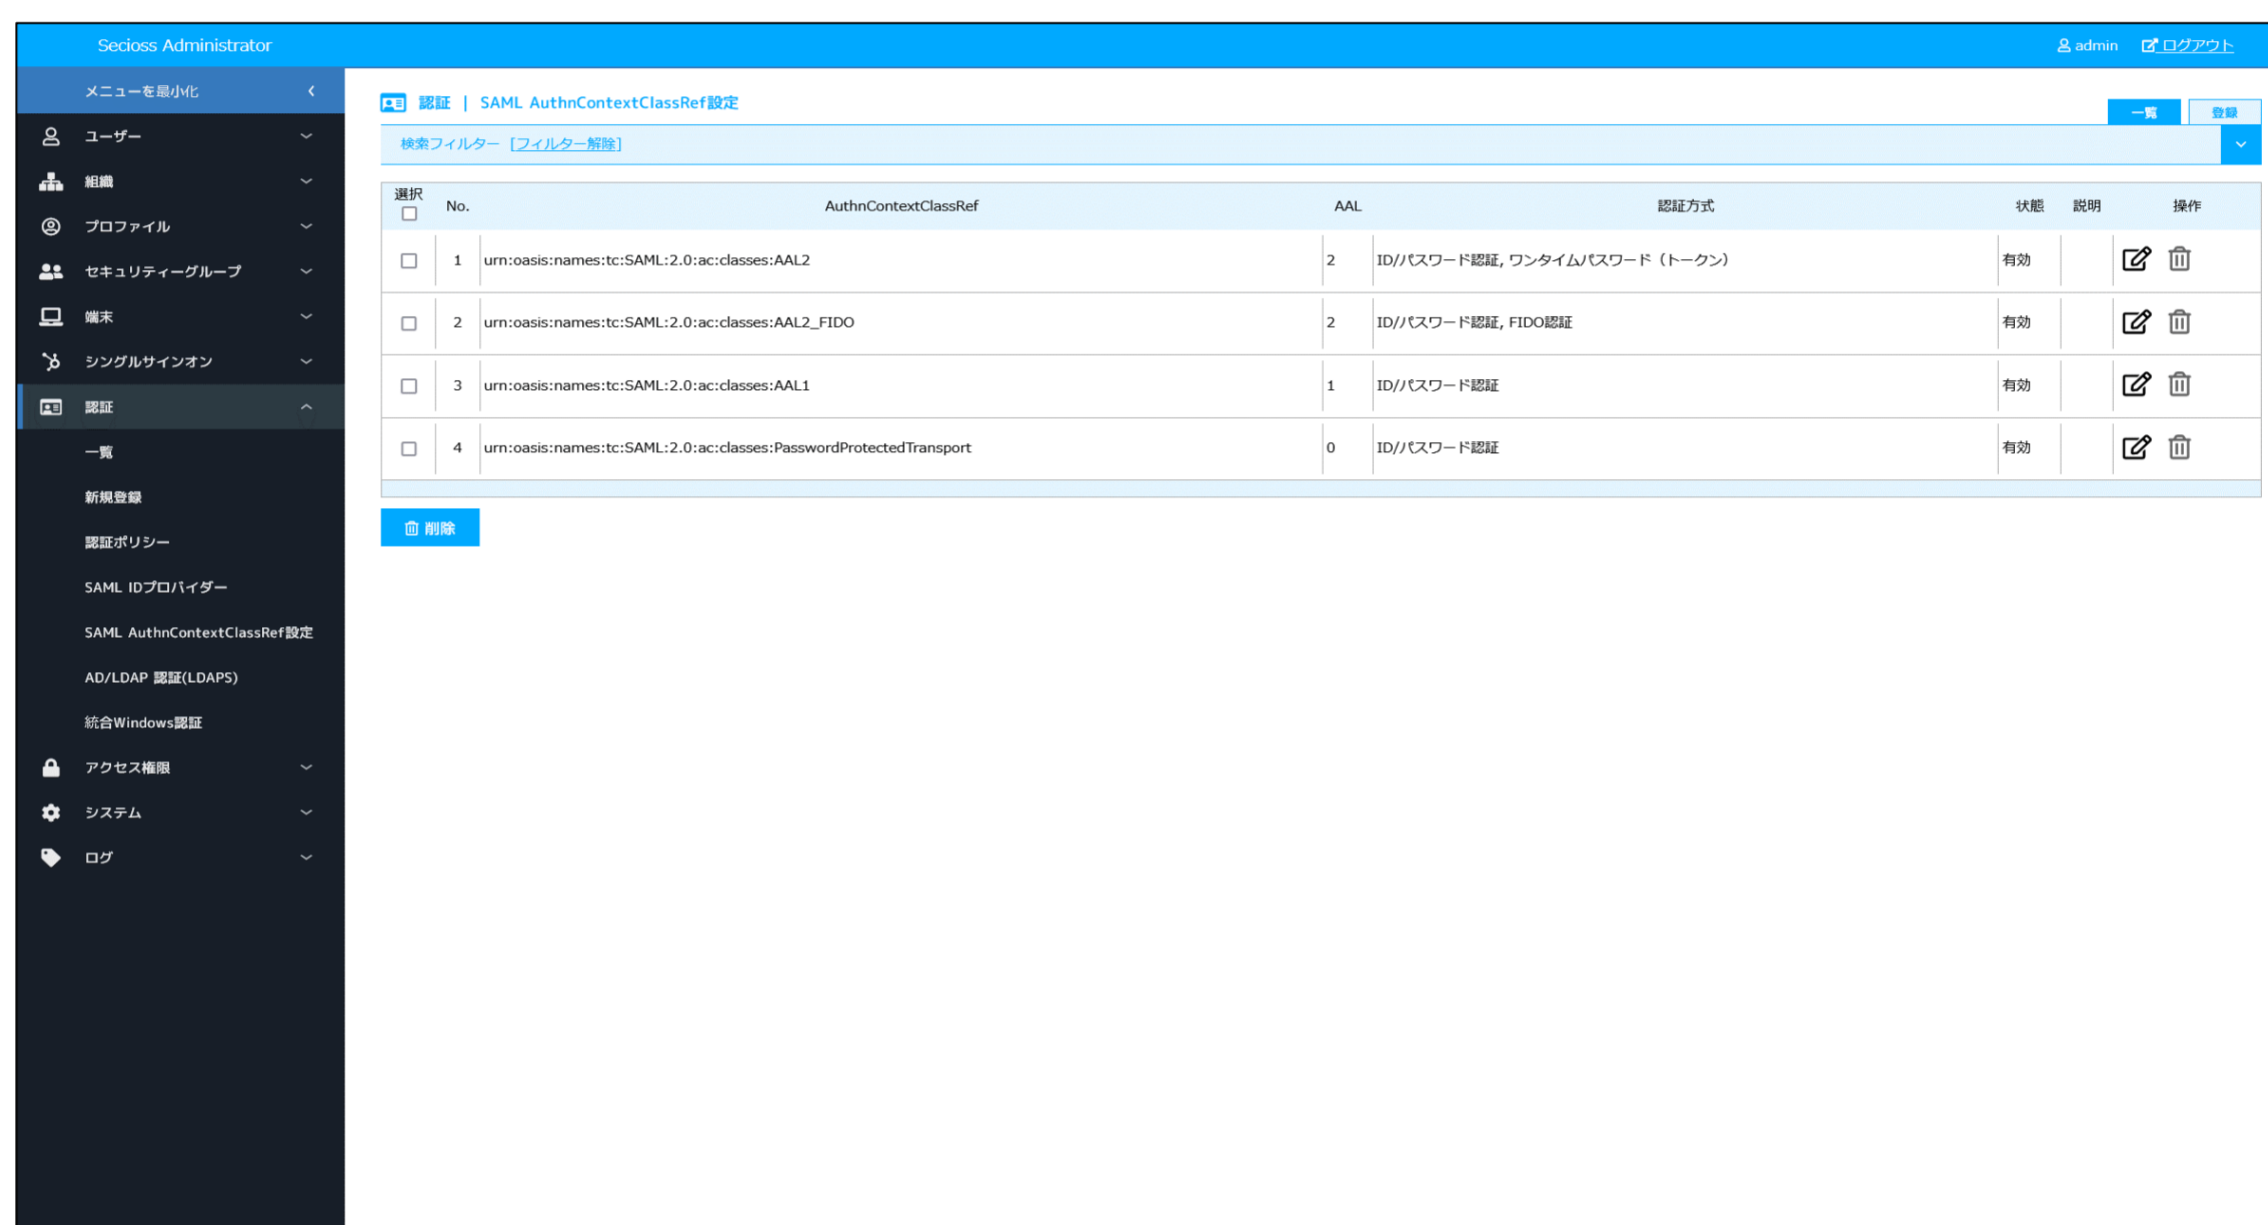 Secioss Administrator
admin ログアウト
メニューを最小化
ユーザー
組織
プロファイル
セキュリティーグループ
端末
シングルサインオン
認証
一覧
新規登録
認証ポリシー
SAML IDプロバイダー
SAML AuthnContextClassRef設定
AD/LDAP 認証(LDAPS)
統合Windows認証
アクセス権限
システム
ログ
認証 | SAML AuthnContextClassRef設定
一覧 登録
検索フィルター [フィルター解除]
選択 No. AuthnContextClassRef AAL 認証方式 状態 説明 操作
1 urn:oasis:names:tc:SAML:2.0:ac:classes:AAL2 2 ID/パスワード認証, ワンタイムパスワード（トークン） 有効
2 urn:oasis:names:tc:SAML:2.0:ac:classes:AAL2_FIDO 2 ID/パスワード認証, FIDO認証 有効
3 urn:oasis:names:tc:SAML:2.0:ac:classes:AAL1 1 ID/パスワード認証 有効
4 urn:oasis:names:tc:SAML:2.0:ac:classes:PasswordProtectedTransport 0 ID/パスワード認証 有効
削除